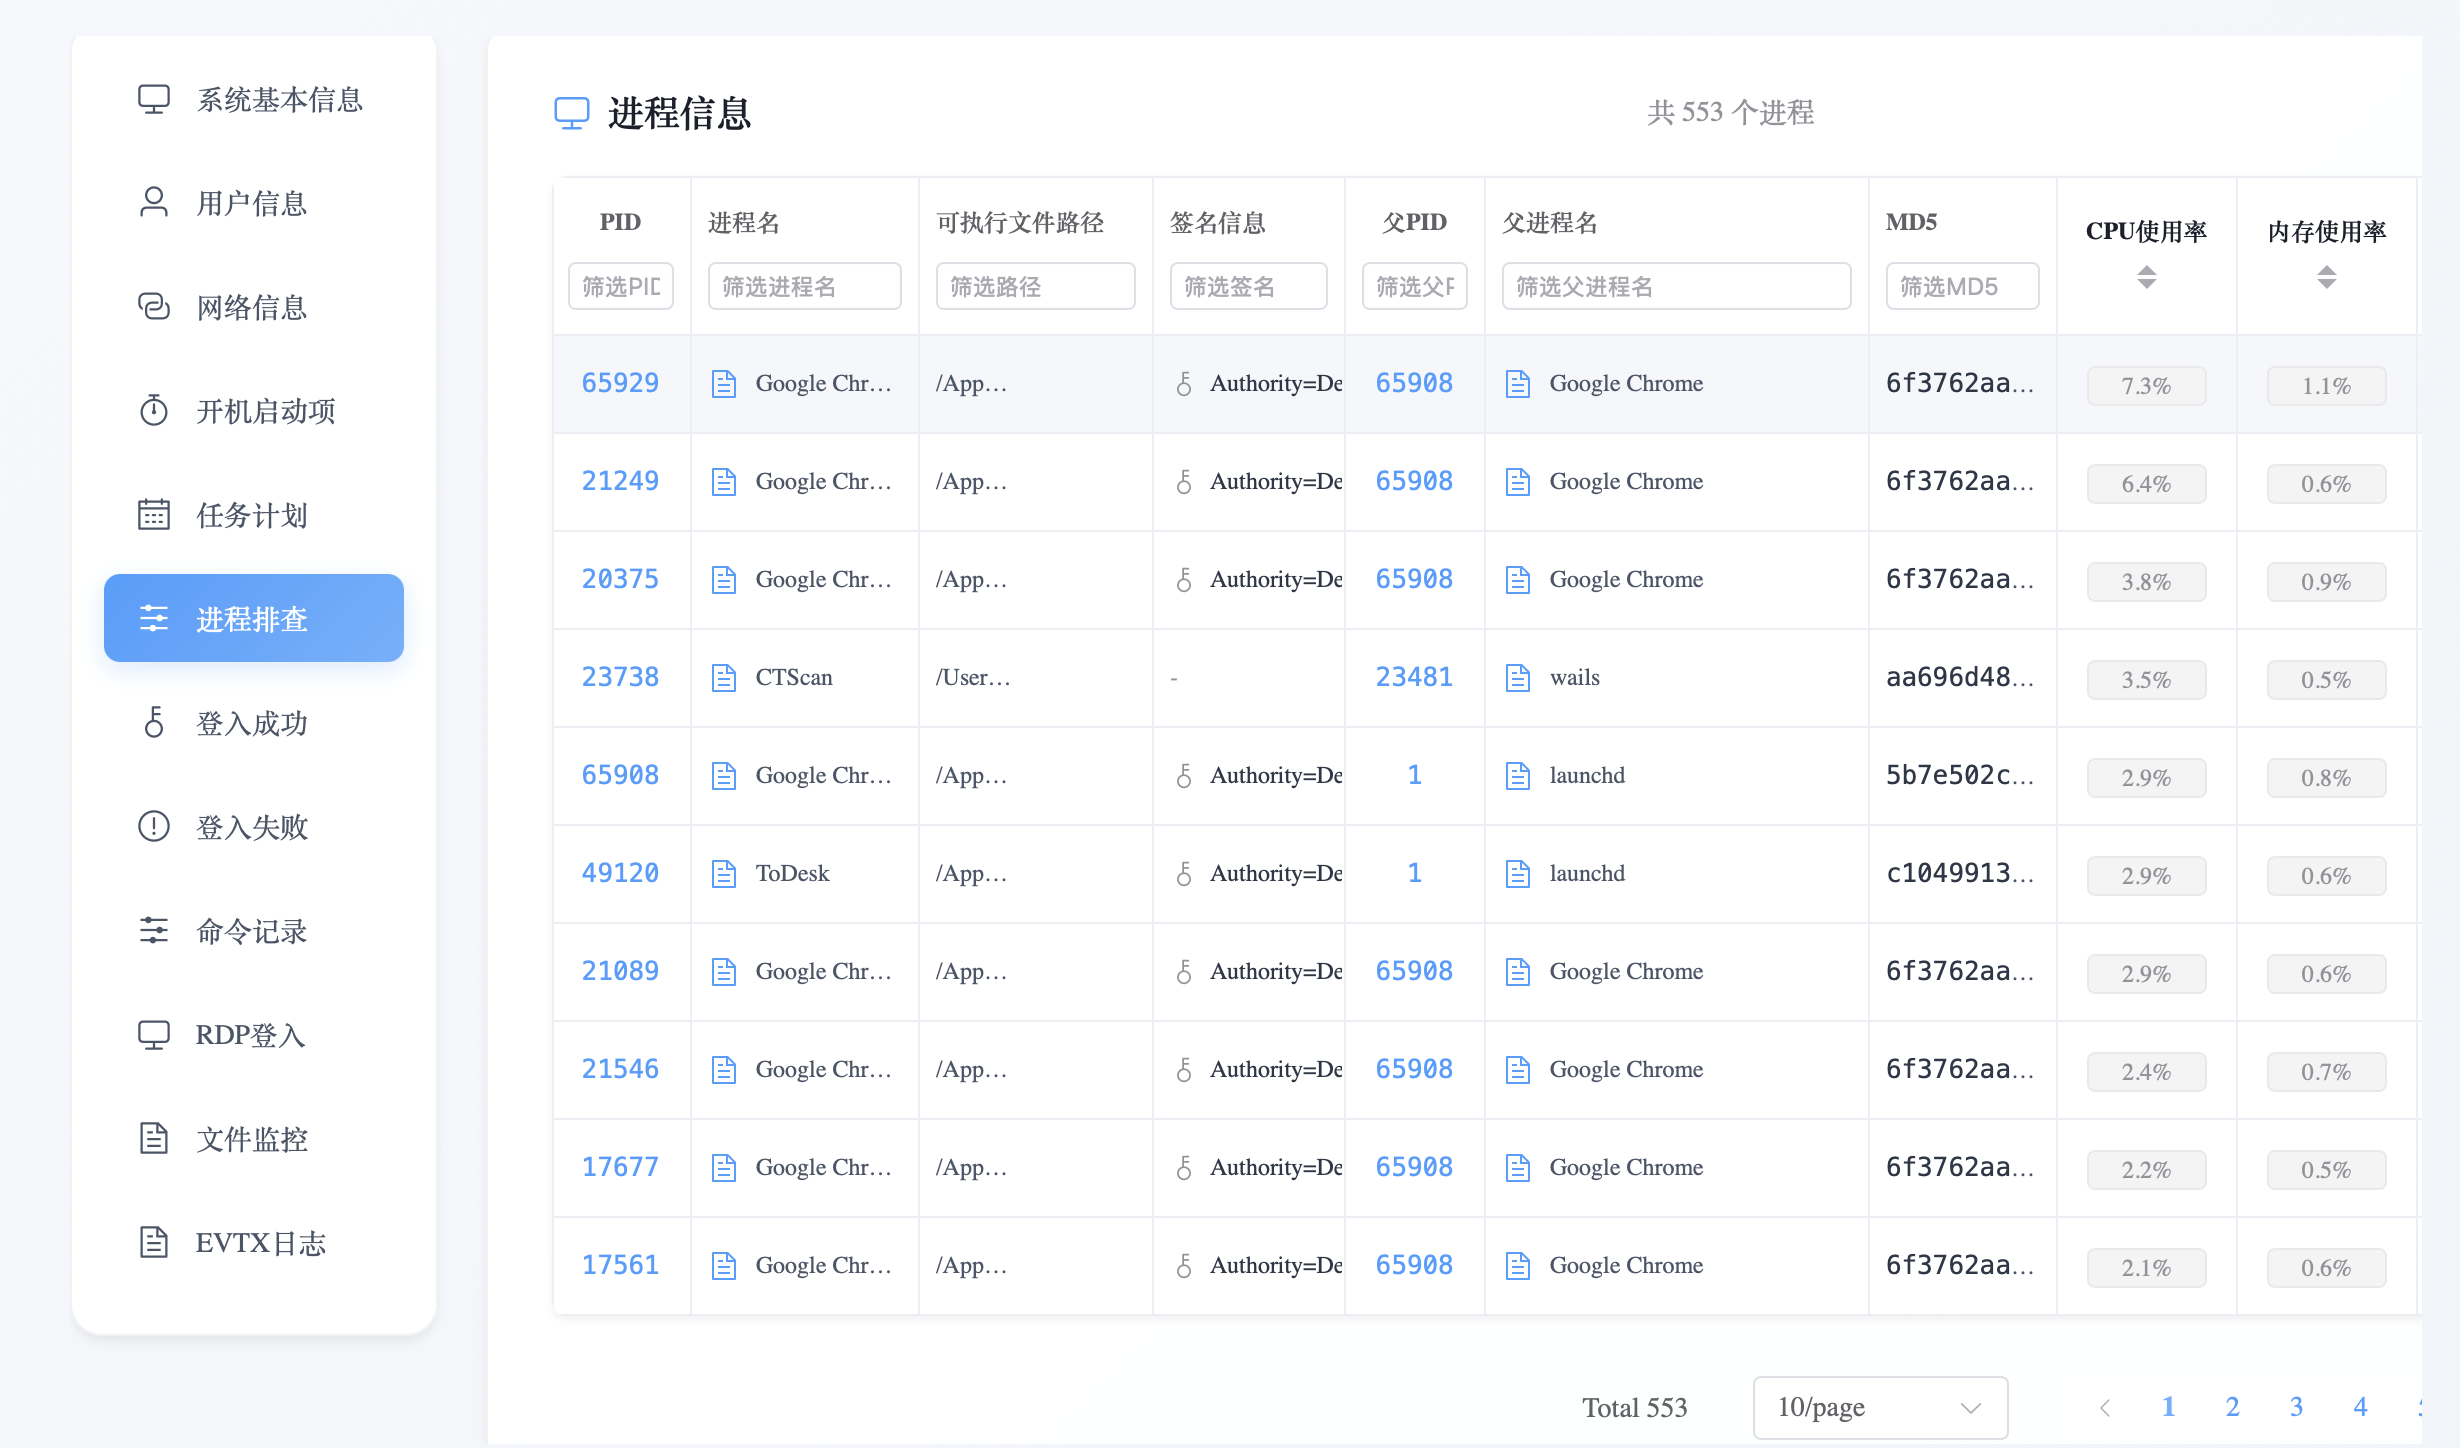 系统基本信息
用户信息
网络信息
开机启动项
任务计划
进程排查
登入成功
登入失败
命令记录
RDP登入
文件监控
EVTX日志
进程信息
共 553 个进程
PID 进程名 可执行文件路径 签名信息 父PID 父进程名 MD5 CPU使用率 内存使用率
筛选PID 筛选进程名 筛选路径 筛选签名 筛选父P 筛选父进程名 筛选MD5
65929 Google Chr... /App... Authority=De 65908 Google Chrome 6f3762aa... 7.3% 1.1%
21249 Google Chr... /App... Authority=De 65908 Google Chrome 6f3762aa... 6.4% 0.6%
20375 Google Chr... /App... Authority=De 65908 Google Chrome 6f3762aa... 3.8% 0.9%
23738 CTScan /User... - 23481 wails aa696d48... 3.5% 0.5%
65908 Google Chr... /App... Authority=De 1 launchd 5b7e502c... 2.9% 0.8%
49120 ToDesk /App... Authority=De 1 launchd c1049913... 2.9% 0.6%
21089 Google Chr... /App... Authority=De 65908 Google Chrome 6f3762aa... 2.9% 0.6%
21546 Google Chr... /App... Authority=De 65908 Google Chrome 6f3762aa... 2.4% 0.7%
17677 Google Chr... /App... Authority=De 65908 Google Chrome 6f3762aa... 2.2% 0.5%
17561 Google Chr... /App... Authority=De 65908 Google Chrome 6f3762aa... 2.1% 0.6%
Total 553 10/page 1 2 3 4